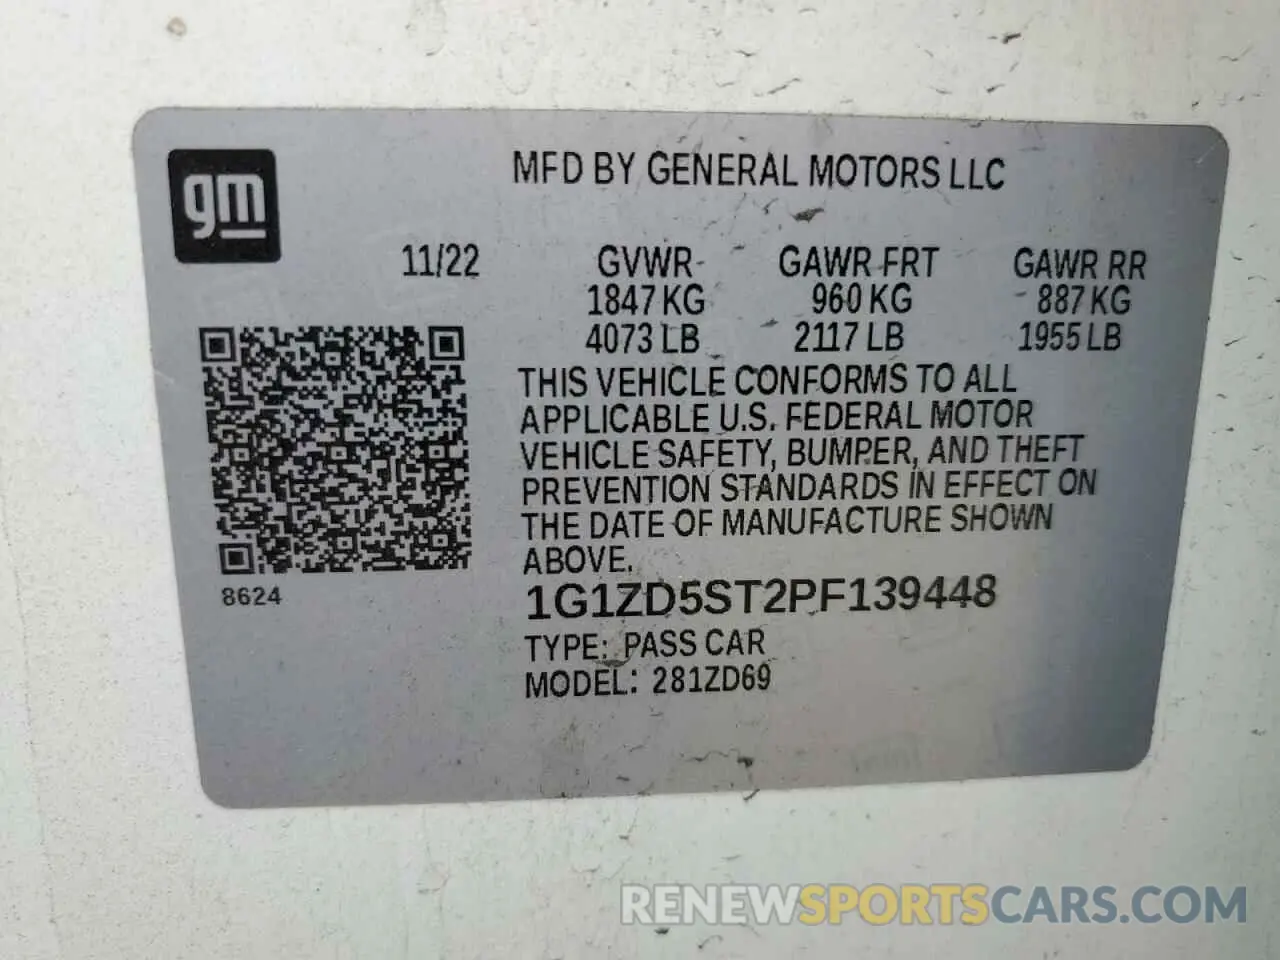 gm
MFD BY GENERAL MOTORS LLC
11/22 GVWR GAWR FRT GAWR RR
1847 KG 960 KG 887 KG
4073 LB 2117 LB 1955 LB
THIS VEHICLE CONFORMS TO ALL
APPLICABLE U.S. FEDERAL MOTOR
VEHICLE SAFETY, BUMPER, AND THEFT
PREVENTION STANDARDS IN EFFECT ON
THE DATE OF MANUFACTURE SHOWN
ABOVE.
8624
1G1ZD5ST2PF139448
TYPE: PASS CAR
MODEL: 281ZD69
RENEWSPORTSCARS.COM